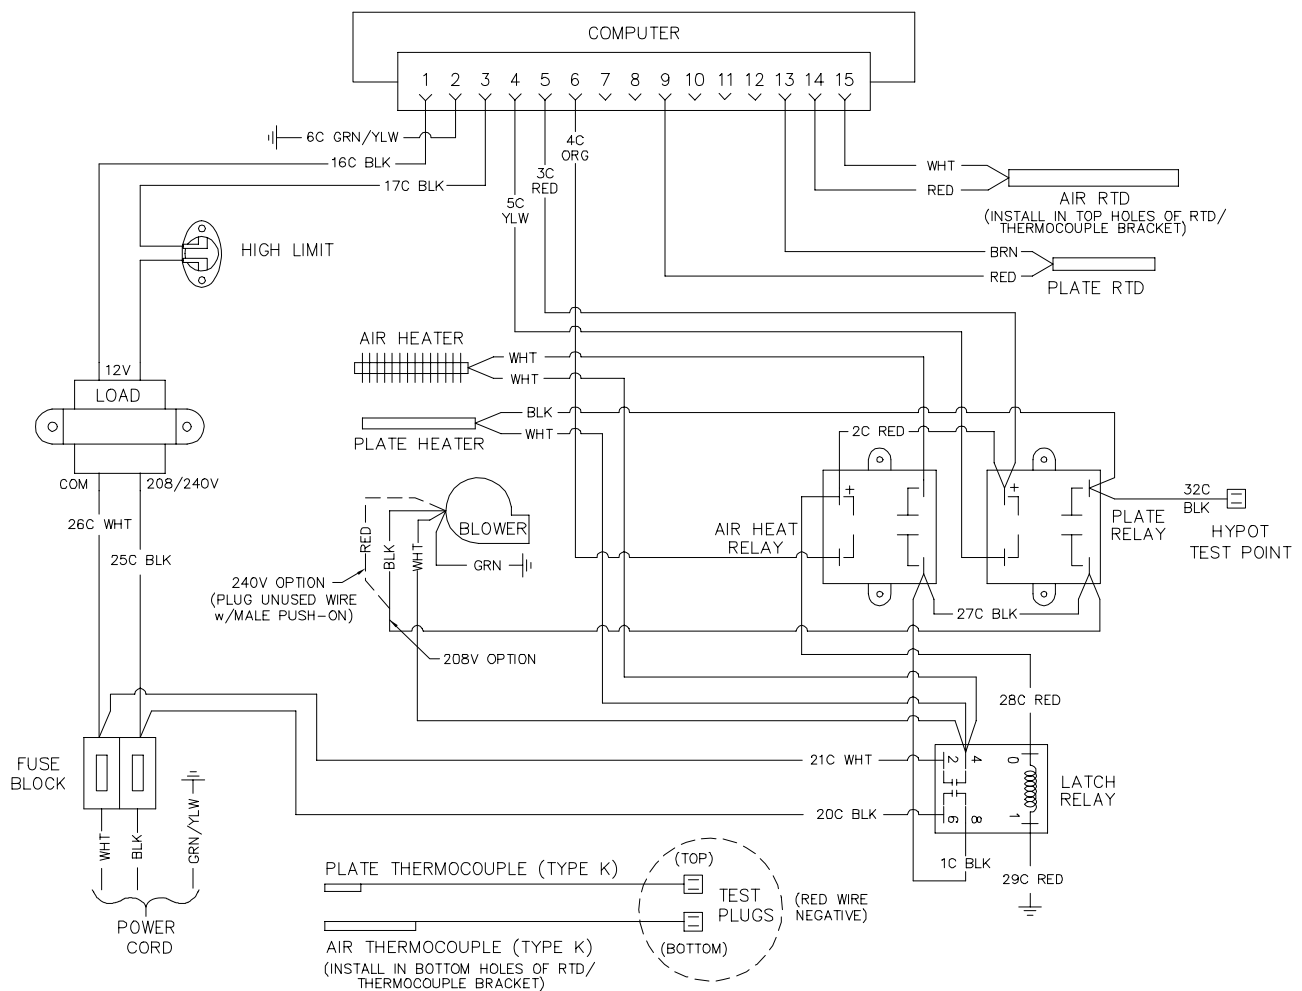 COMPUTER
1 2 3 4 5 6 7 8 9 10 11 12 13 14 15
6C GRN/YLW
16C BLK
17C BLK
4C
ORG
3C
RED
5C
YLW
WHT
RED
AIR RTD
(INSTALL IN TOP HOLES OF RTD/
THERMOCOUPLE BRACKET)
BRN
RED
PLATE RTD
HIGH LIMIT
AIR HEATER
WHT
WHT
12V
LOAD
PLATE HEATER
BLK
WHT
2C RED
COM
208/240V
26C WHT
25C BLK
BLOWER
RED
BLK
WHT
GRN
240V OPTION
(PLUG UNUSED WIRE
w/MALE PUSH-ON)
208V OPTION
+
+
AIR HEAT
RELAY
PLATE
RELAY
32C
BLK
HYPOT
TEST POINT
27C BLK
28C RED
FUSE
BLOCK
21C WHT
20C BLK
2 4
6 8
0
1
LATCH
RELAY
1C BLK
29C RED
WHT
BLK
GRN/YLW
POWER
CORD
PLATE THERMOCOUPLE (TYPE K)
(TOP)
TEST
PLUGS
(RED WIRE
NEGATIVE)
(BOTTOM)
AIR THERMOCOUPLE (TYPE K)
(INSTALL IN BOTTOM HOLES OF RTD/
THERMOCOUPLE BRACKET)